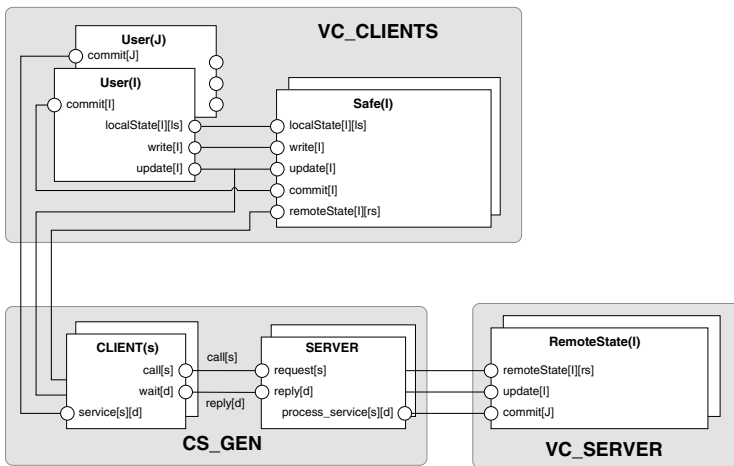 VC_CLIENTS
User(J)
commit[J]
User(I)
commit[I]
localState[I][ls]
write[I]
update[I]
Safe(I)
localState[I][ls]
write[I]
update[I]
commit[I]
remoteState[I][rs]
CLIENT(s)
call[s]
wait[d]
service[s][d]
call[s]
reply[d]
SERVER
request[s]
reply[d]
process_service[s][d]
CS_GEN
RemoteState(I)
remoteState[I][rs]
update[I]
commit[J]
VC_SERVER